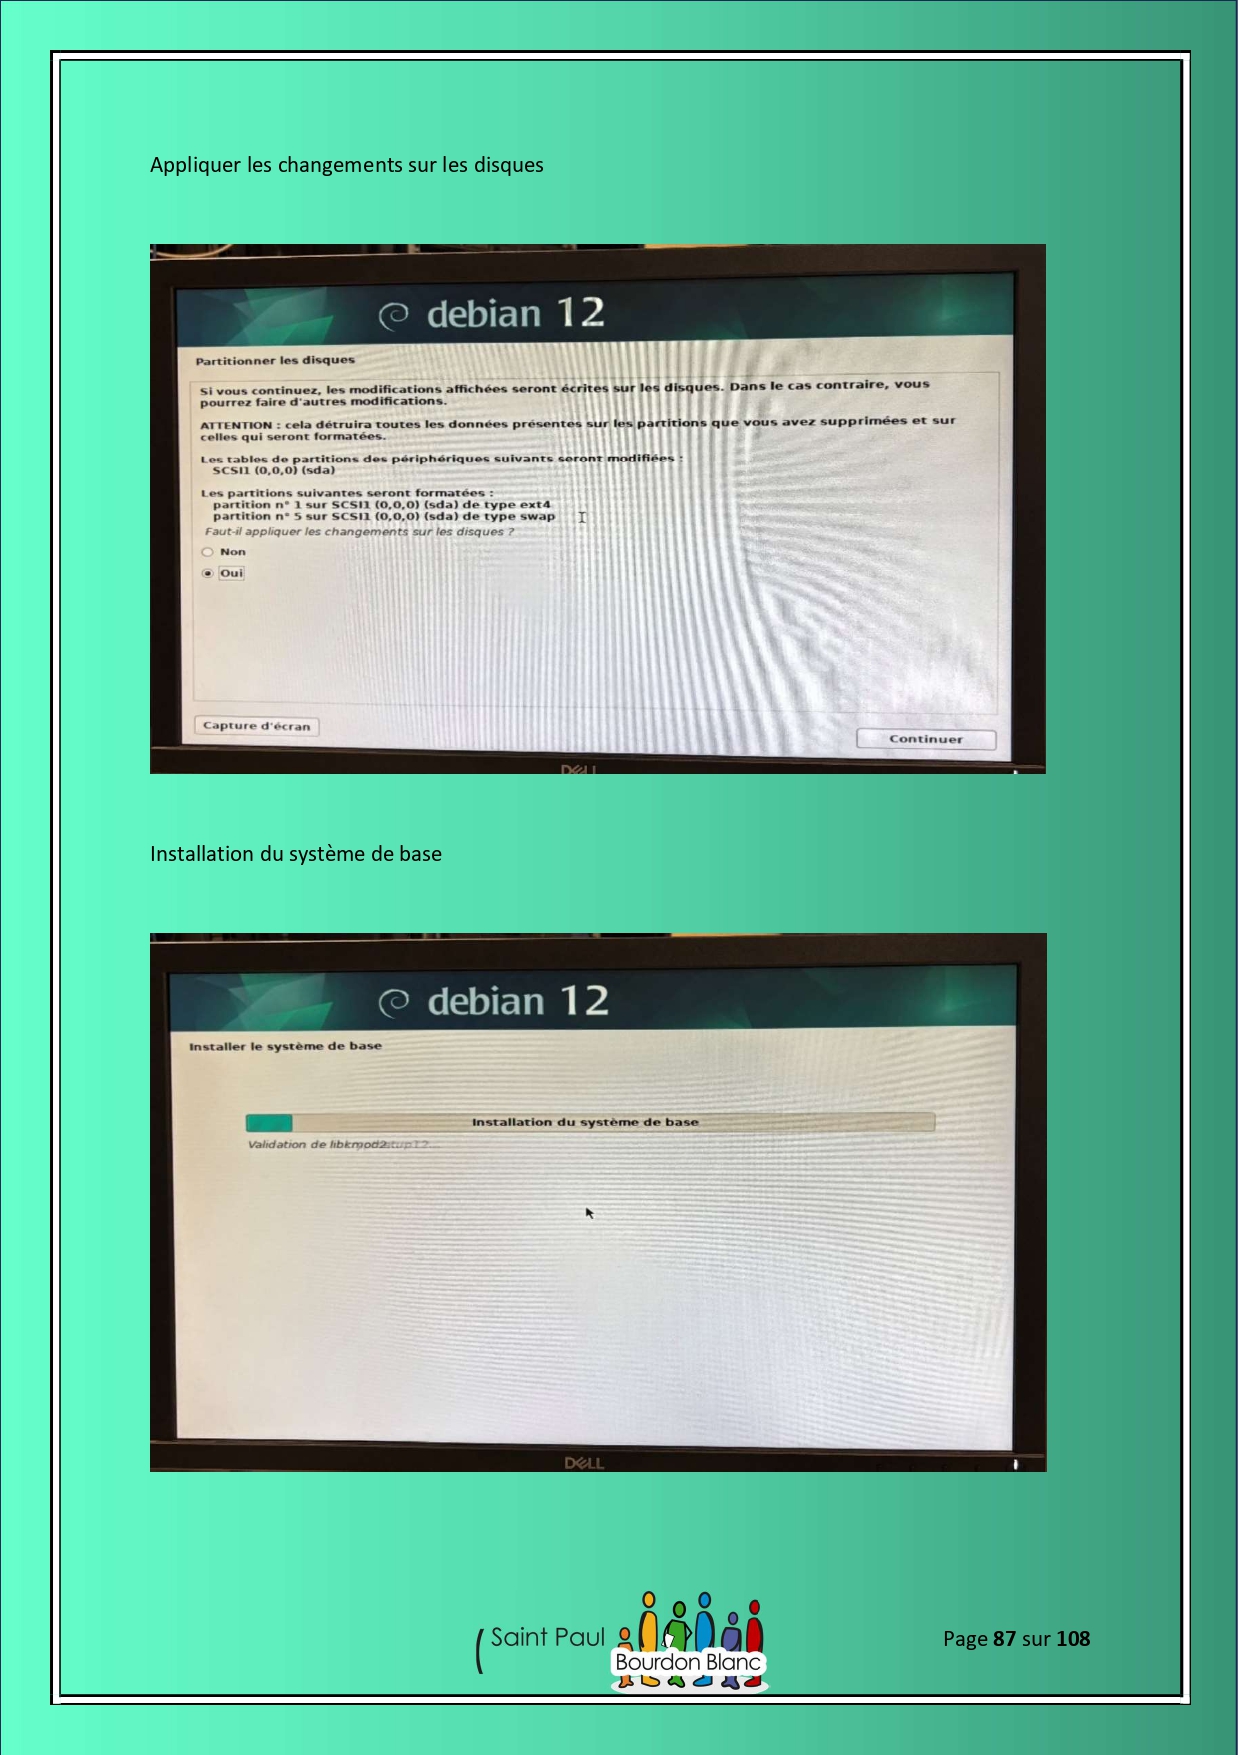 Appliquer les changements sur les disques
debian 12
Partitionner les disques
Si vous continuez, les modifications affichées seront écrites sur les disques. Dans le cas contraire, vous
pourrez faire d'autres modifications.
ATTENTION : cela détruira toutes les données présentes sur les partitions que vous avez supprimées et sur
celles qui seront formatées.
Les tables de partitions des périphériques suivants seront modifiées :
SCSI1 (0,0,0) (sda)
Les partitions suivantes seront formatées :
partition n° 1 sur SCSI1 (0,0,0) (sda) de type ext4
partition n° 5 sur SCSI1 (0,0,0) (sda) de type swap
Faut-il appliquer les changements sur les disques ?
Non
Oui
Capture d'écran
Continuer
DELL
Installation du système de base
debian 12
Installer le système de base
Installation du système de base
Validation de
DELL
Saint Paul
Bourdon Blanc
Page 87 sur 108